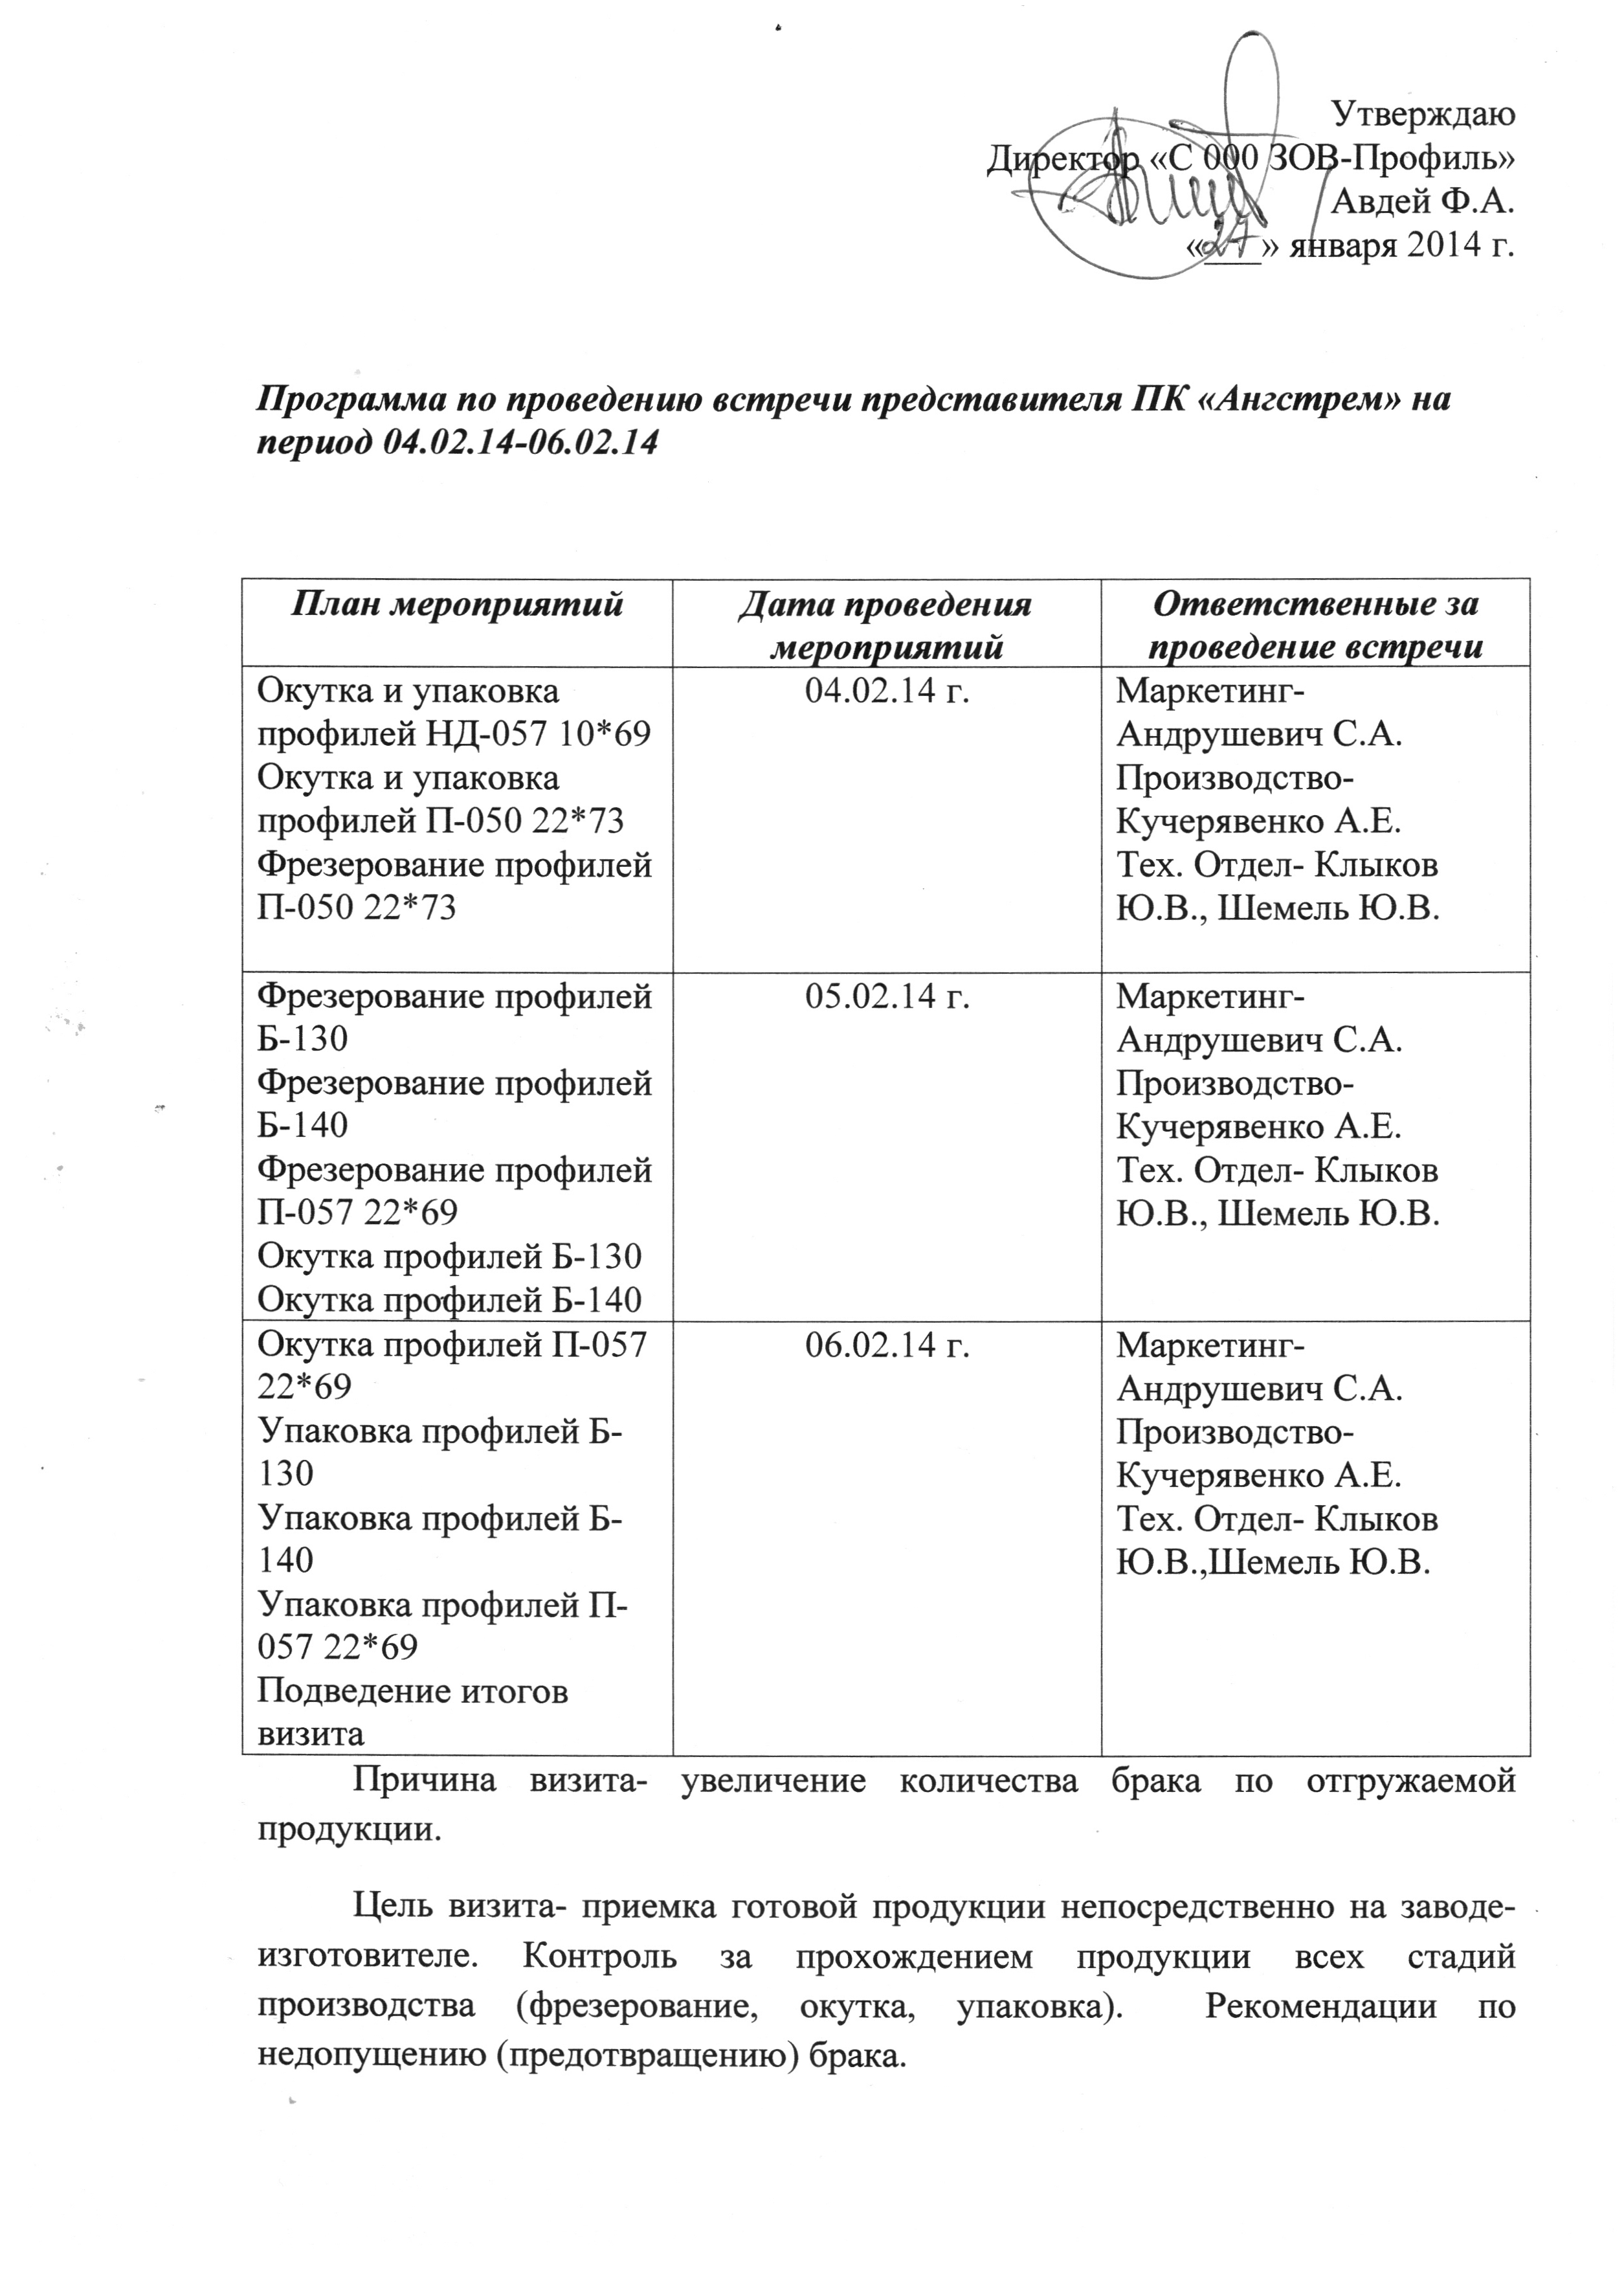 Утверждаю
Директор «С ООО ЗОВ-Профиль»
Авдей Ф.А.
«27» января 2014 г.
Программа по проведению встречи представителя ПК «Ангстрем» на
период 04.02.14-06.02.14
План мероприятий
Дата проведения
мероприятий
Ответственные за
проведение встречи
Окутка и упаковка
профилей НД-057 10*69
Окутка и упаковка
профилей П-050 22*73
Фрезерование профилей
П-050 22*73
04.02.14 г.
Маркетинг-
Андрушевич С.А.
Производство-
Кучерявенко А.Е.
Тех. Отдел- Клыков
Ю.В., Шемель Ю.В.
Фрезерование профилей
Б-130
Фрезерование профилей
Б-140
Фрезерование профилей
П-057 22*69
Окутка профилей Б-130
Окутка профилей Б-140
05.02.14 г.
Маркетинг-
Андрушевич С.А.
Производство-
Кучерявенко А.Е.
Тех. Отдел- Клыков
Ю.В., Шемель Ю.В.
Окутка профилей П-057
22*69
Упаковка профилей Б-
130
Упаковка профилей Б-
140
Упаковка профилей П-
057 22*69
Подведение итогов
визита
06.02.14 г.
Маркетинг-
Андрушевич С.А.
Производство-
Кучерявенко А.Е.
Тех. Отдел- Клыков
Ю.В.,Шемель Ю.В.
Причина визита- увеличение количества брака по отгружаемой
продукции.
Цель визита- приемка готовой продукции непосредственно на заводе-
изготовителе. Контроль за прохождением продукции всех стадий
производства (фрезерование, окутка, упаковка). Рекомендации по
недопущению (предотвращению) брака.